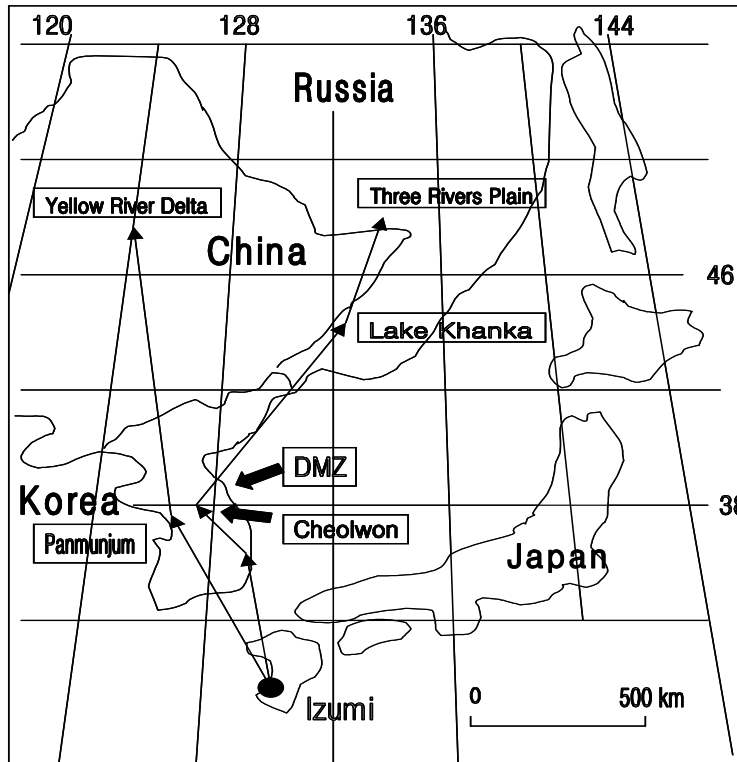 120
128
136
144
Russia
Three Rivers Plain
Yellow River Delta
China
46
Lake Khanka
DMZ
Korea
38
Cheolwon
Panmunjum
Japan
Izumi
0 500 km